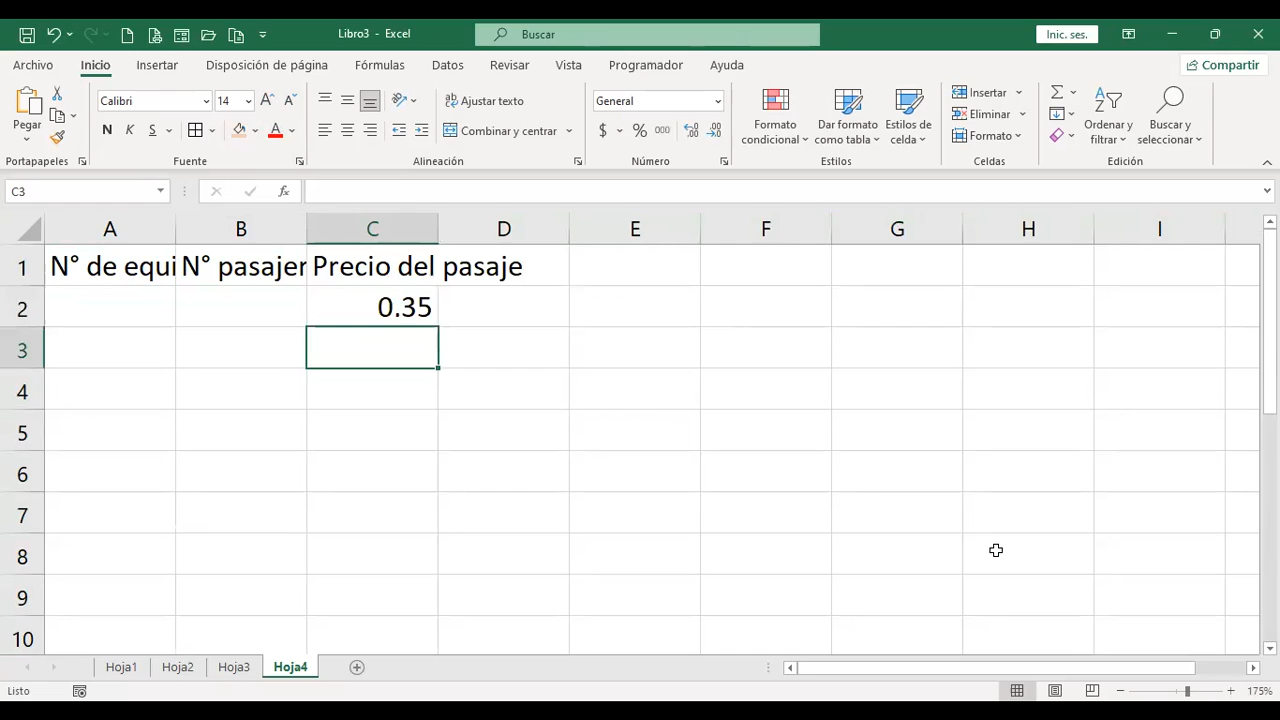 Libro3 - Excel
Buscar
Inic. ses.
Archivo Inicio Insertar Disposición de página Fórmulas Datos Revisar Vista Programador Ayuda
Compartir
Pegar
Portapapeles
Calibri 14
N K S
Fuente
Ajustar texto
Combinar y centrar
Alineación
General
$ % 000
Número
Formato condicional
Dar formato como tabla
Estilos de celda
Estilos
Insertar
Eliminar
Formato
Celdas
Ordenar y filtrar
Buscar y seleccionar
Edición
C3
fx
A B C D E F G H I
1 N° de equi N° pasajer Precio del pasaje
2 0.35
3
4
5
6
7
8
9
10
Hoja1 Hoja2 Hoja3 Hoja4
Listo
175%